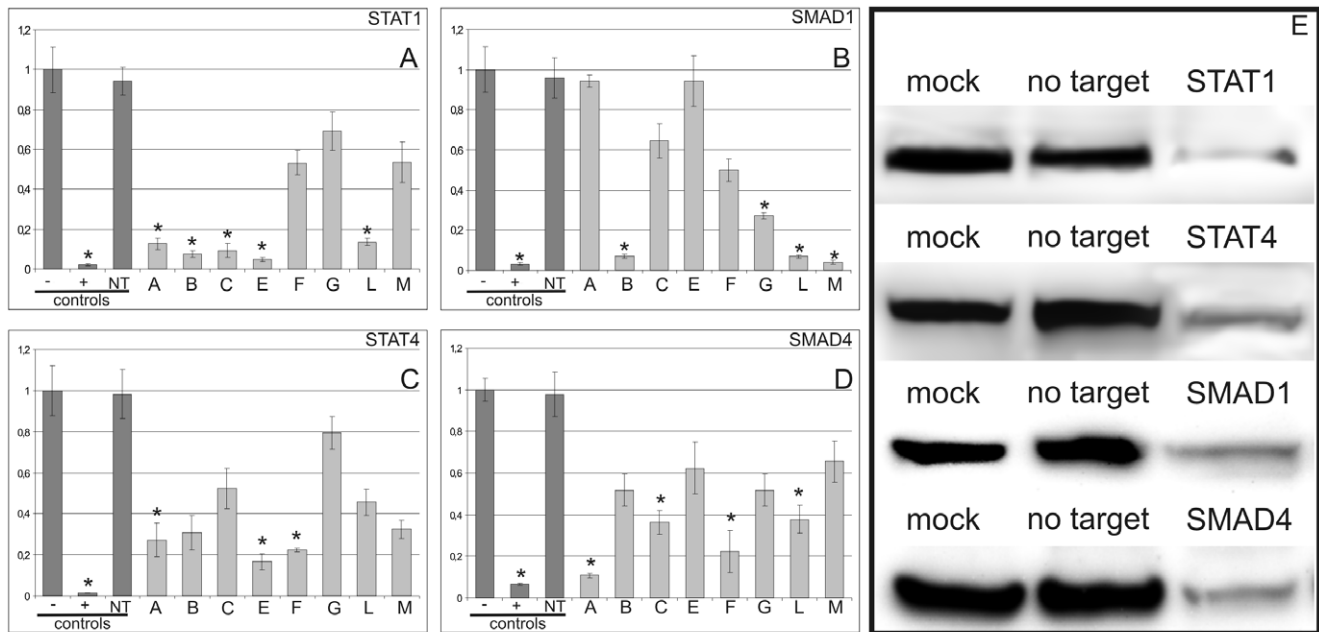 STAT1
A
1,2
1
0,8
0,6
0,4
0,2
0
* * * * * *
- + NT A B C E F G L M
controls
SMAD1
B
1,2
1
0,8
0,6
0,4
0,2
0
* * * * *
- + NT A B C E F G L M
controls
STAT4
C
1,2
1
0,8
0,6
0,4
0,2
0
* * * *
- + NT A B C E F G L M
controls
SMAD4
D
1,2
1
0,8
0,6
0,4
0,2
0
* * * * *
- + NT A B C E F G L M
controls
E
mock no target STAT1
mock no target STAT4
mock no target SMAD1
mock no target SMAD4